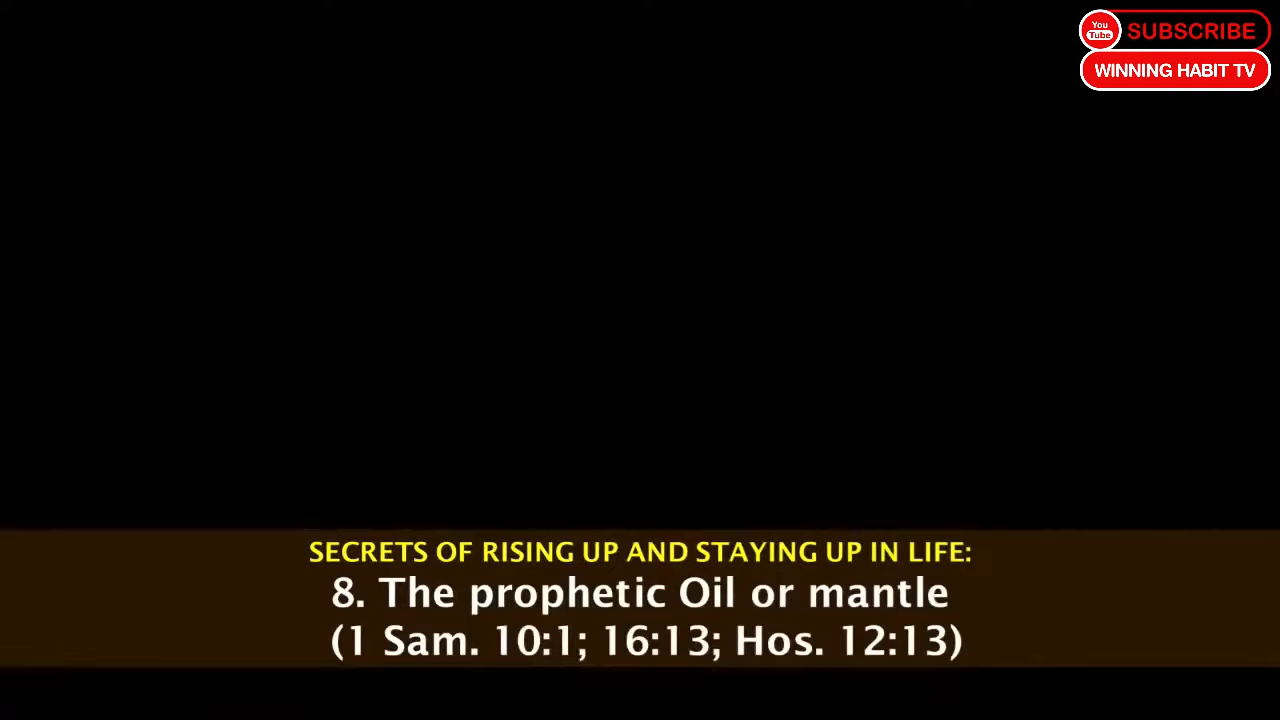 You
Tube
SUBSCRIBE
WINNING HABIT TV
SECRETS OF RISING UP AND STAYING UP IN LIFE:
8. The prophetic Oil or mantle
(1 Sam. 10:1; 16:13; Hos. 12:13)